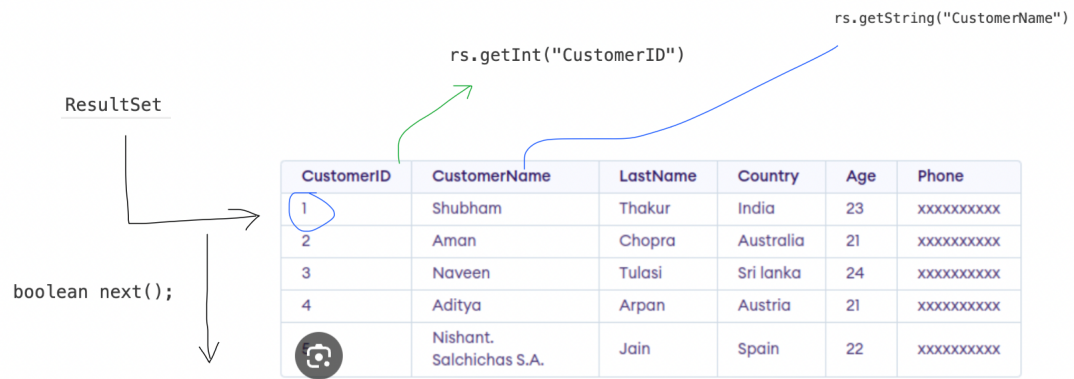 rs.getString("CustomerName")
rs.getInt("CustomerID")
ResultSet
boolean next();
CustomerID CustomerName LastName Country Age Phone
1 Shubham Thakur India 23 xxxxxxxxxx
2 Aman Chopra Australia 21 xxxxxxxxxx
3 Naveen Tulasi Sri lanka 24 xxxxxxxxxx
4 Aditya Arpan Austria 21 xxxxxxxxxx
Nishant.
Salchichas S.A. Jain Spain 22 xxxxxxxxxx